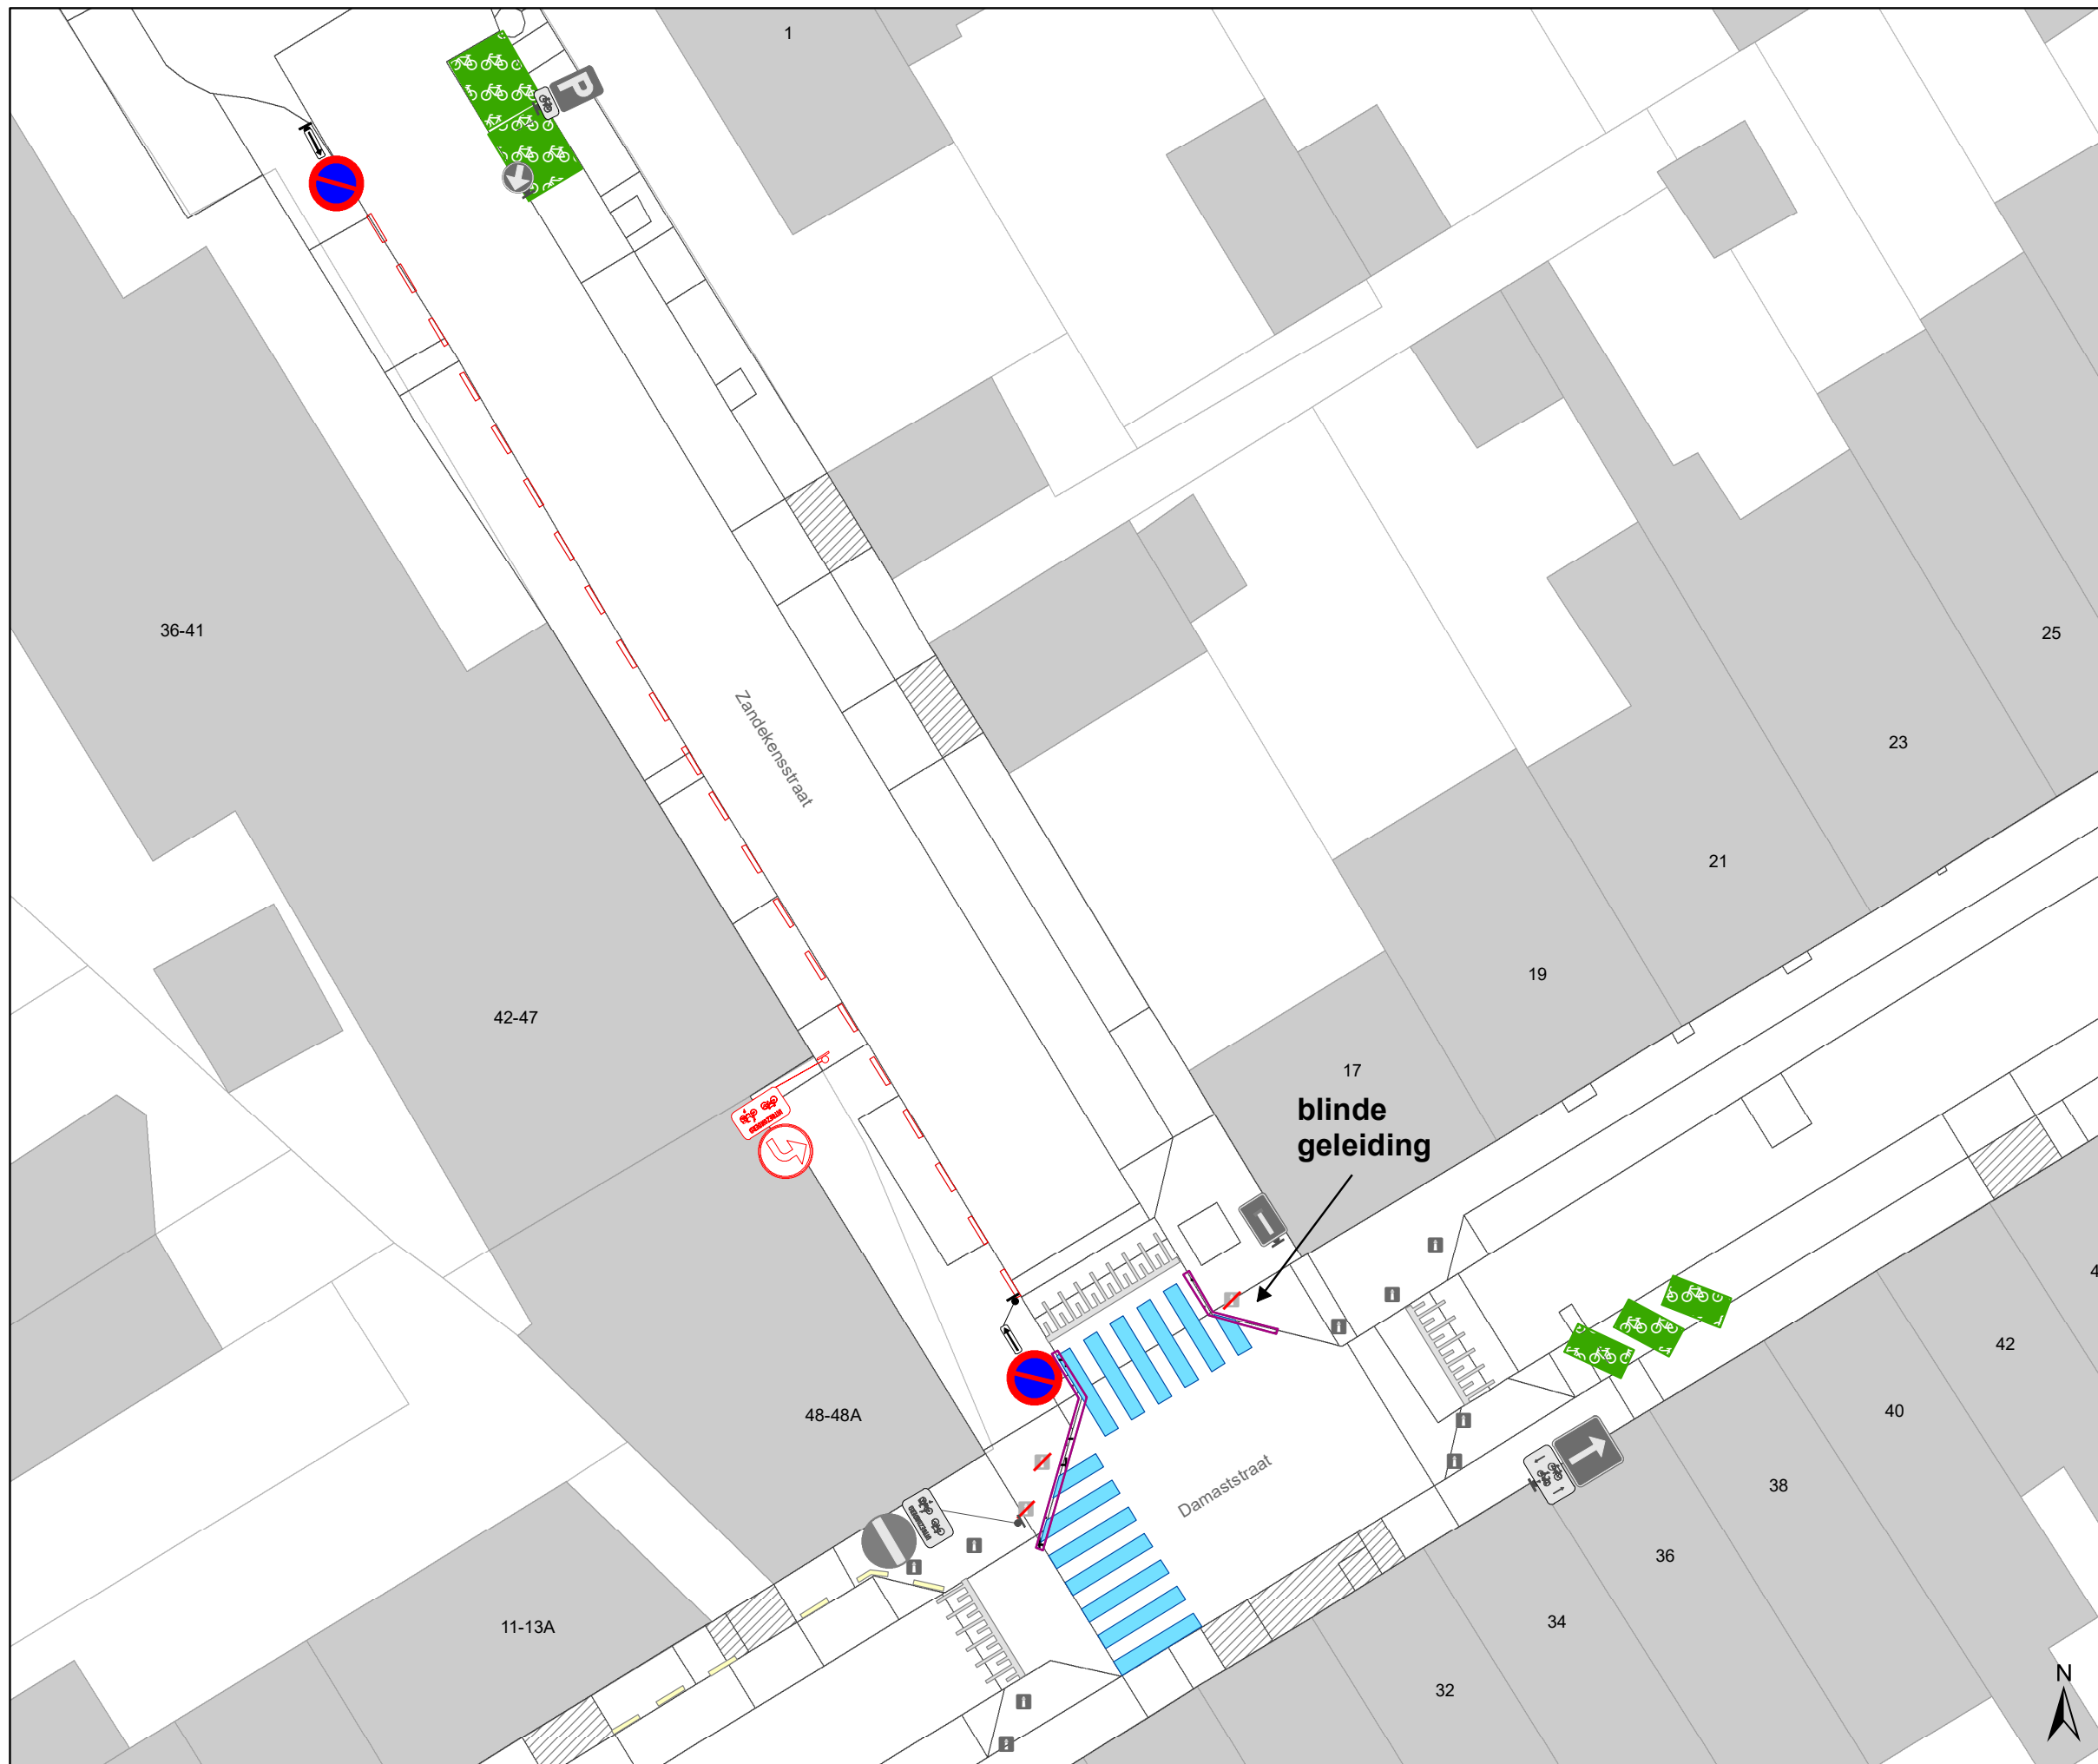 1
P
36-41
25
Zandekensstraat
23
21
19
42-47
17
blinde
geleiding
42
40
48-48A
Damaststraat
38
36
34
11-13A
32
N